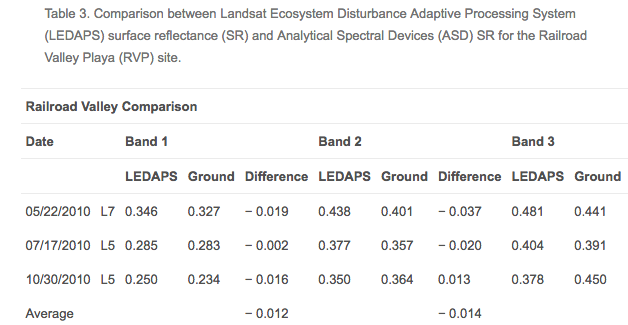 Table 3. Comparison between Landsat Ecosystem Disturbance Adaptive Processing System
(LEDAPS) surface reflectance (SR) and Analytical Spectral Devices (ASD) SR for the Railroad
Valley Playa (RVP) site.
Railroad Valley Comparison
Date Band 1 Band 2 Band 3
LEDAPS Ground Difference LEDAPS Ground Difference LEDAPS Ground
05/22/2010 L7 0.346 0.327 − 0.019 0.438 0.401 − 0.037 0.481 0.441
07/17/2010 L5 0.285 0.283 − 0.002 0.377 0.357 − 0.020 0.404 0.391
10/30/2010 L5 0.250 0.234 − 0.016 0.350 0.364 0.013 0.378 0.450
Average − 0.012 − 0.014